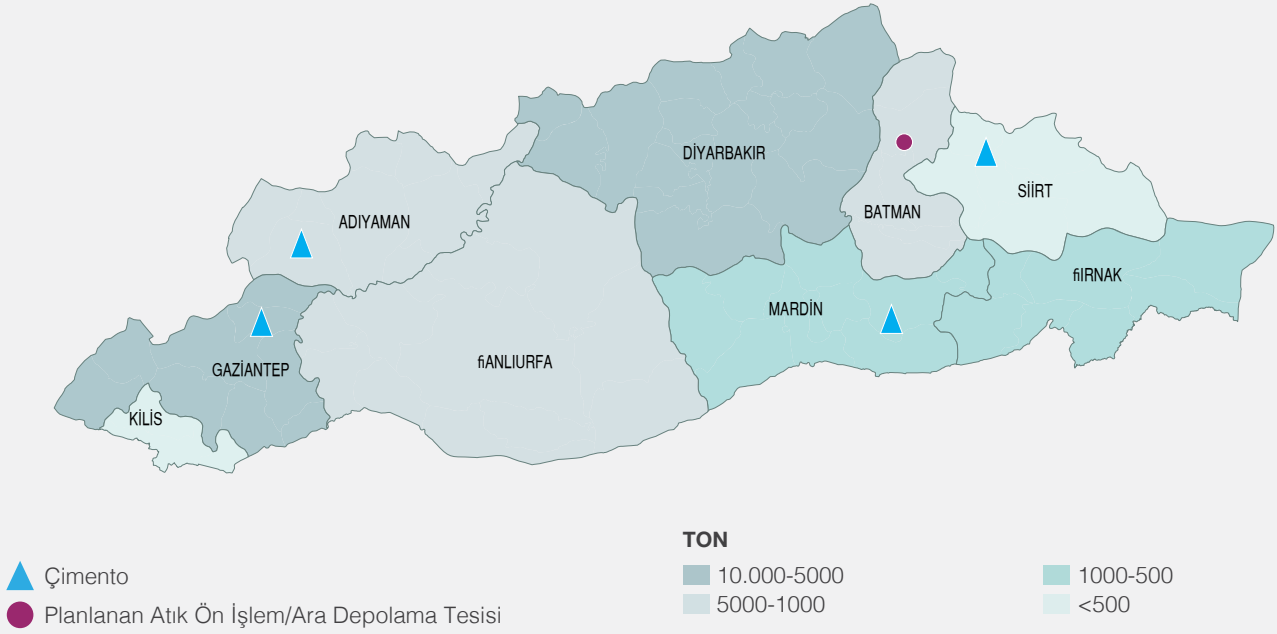 DİYARBAKIR
SİİRT
BATMAN
ADIYAMAN
fiIRNAK
MARDİN
fiANLIURFA
GAZİANTEP
KİLİS
TON
Çimento
10.000-5000
1000-500
Planlanan Atık Ön İşlem/Ara Depolama Tesisi
5000-1000
<500